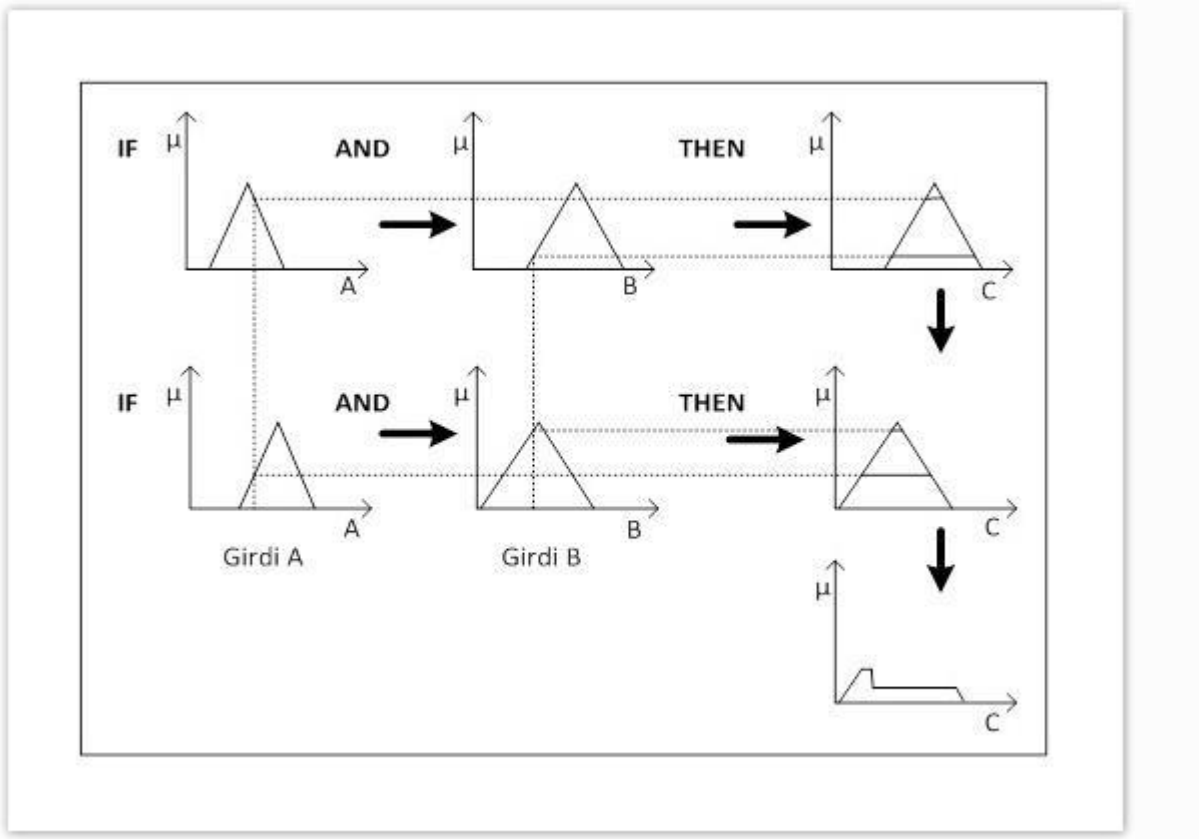 IF μ AND μ THEN μ
A B C
IF μ AND μ THEN μ
A B C
Girdi A Girdi B
μ
C